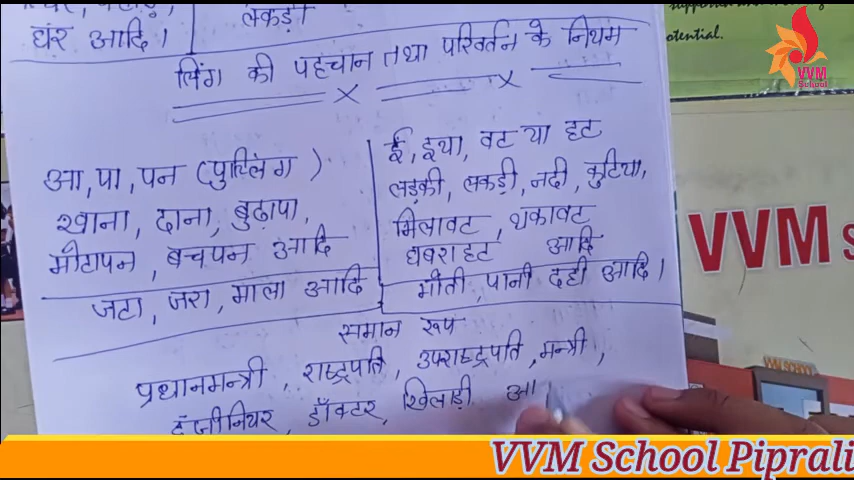 लकड़ी
घर आदि ।
लिंग की पहचान तथा परिवर्तन के नियम
आ, पा, पन (पुल्लिंग)
खाना, दाना, बुढ़ापा,
मोटापन, बचपन आदि
जटा, जरा, माला आदि
ई, इया, वट या हट
लड़की, लकड़ी, नदी, कुटिया,
मिलावट, थकावट
घबराहट आदि
मोती, पानी दही आदि ।
समान रूप
प्रधानमन्त्री, राष्ट्रपति, उपराष्ट्रपति, मन्त्री,
इंजीनियर, डॉक्टर, खिलाड़ी आ
otential.
VVM
School
VVM S
VVM School Piprali